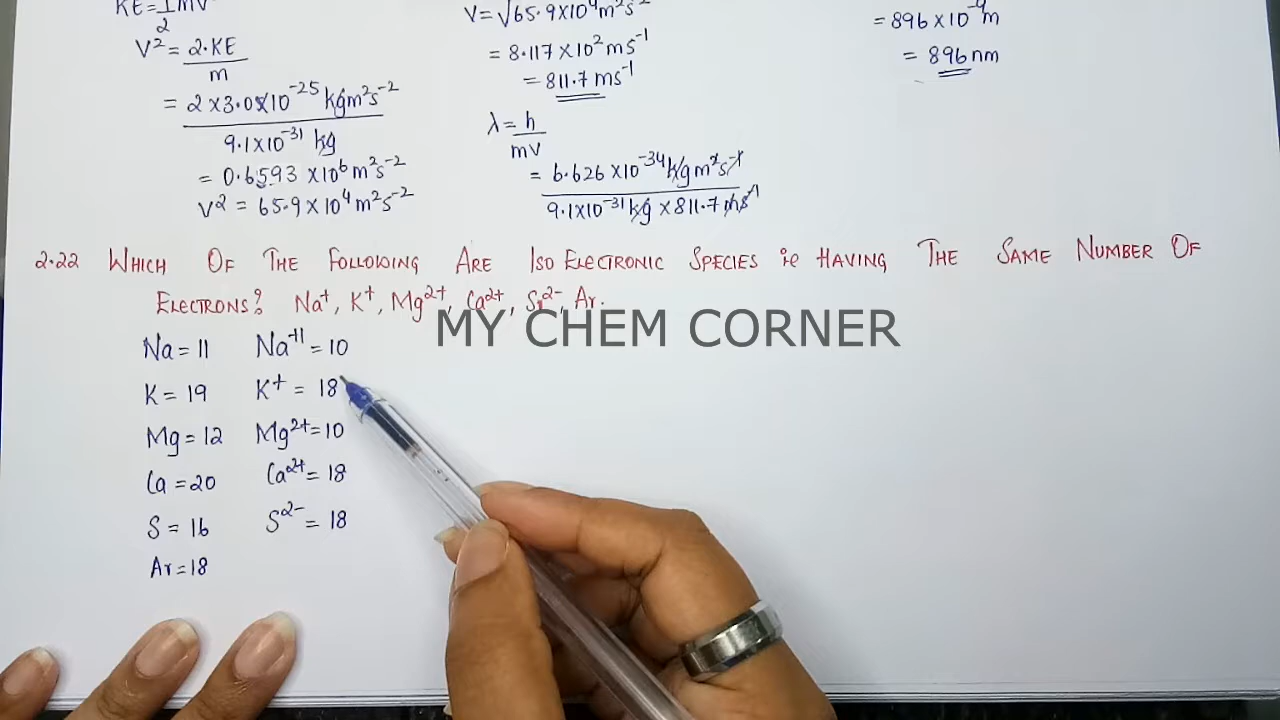 KE = 1/2 mv²
V² = 2·KE / m
= 2 × 3.0 × 10⁻²⁵ kgm²s⁻² / 9.1 × 10⁻³¹ kg
= 0.6593 × 10⁶ m²s⁻²
V² = 65.9 × 10⁴ m²s⁻²
V = √65.9 × 10⁴ m²s⁻²
= 8.117 × 10² ms⁻¹
= 811.7 ms⁻¹
λ = h / mv
= 6.626 × 10⁻³⁴ kgm²s⁻¹ / 9.1 × 10⁻³¹ kg × 811.7 ms⁻¹
= 896 × 10⁻⁹ m
= 896 nm
2.22 WHICH OF THE FOLLOWING ARE ISO ELECTRONIC SPECIES ie HAVING THE SAME NUMBER OF
ELECTRONS? Na⁺, K⁺, Mg²⁺, Ca²⁺, S²⁻, Ar.
MY CHEM CORNER
Na = 11 Na⁺¹ = 10
K = 19 K⁺ = 18
Mg = 12 Mg²⁺ = 10
Ca = 20 Ca²⁺ = 18
S = 16 S²⁻ = 18
Ar = 18